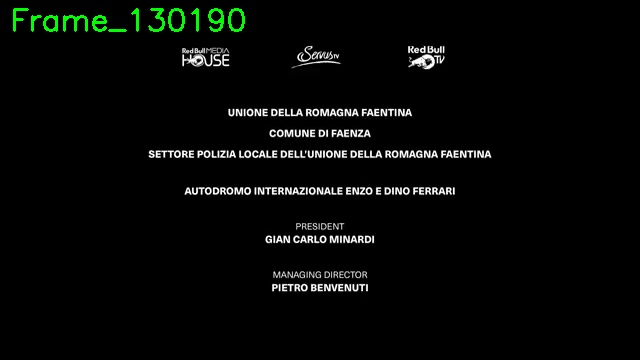 Frame_130190
Red Bull MEDIA HOUSE
ServusTV
Red Bull TV
UNIONE DELLA ROMAGNA FAENTINA
COMUNE DI FAENZA
SETTORE POLIZIA LOCALE DELL'UNIONE DELLA ROMAGNA FAENTINA
AUTODROMO INTERNAZIONALE ENZO E DINO FERRARI
PRESIDENT
GIAN CARLO MINARDI
MANAGING DIRECTOR
PIETRO BENVENUTI